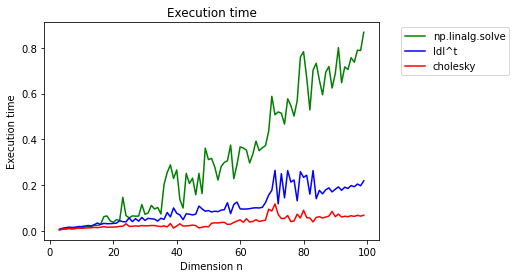 Execution time
np.linalg.solve
ldl^t
cholesky
Execution time
0.8
0.6
0.4
0.2
0.0
0 20 40 60 80 100
Dimension n